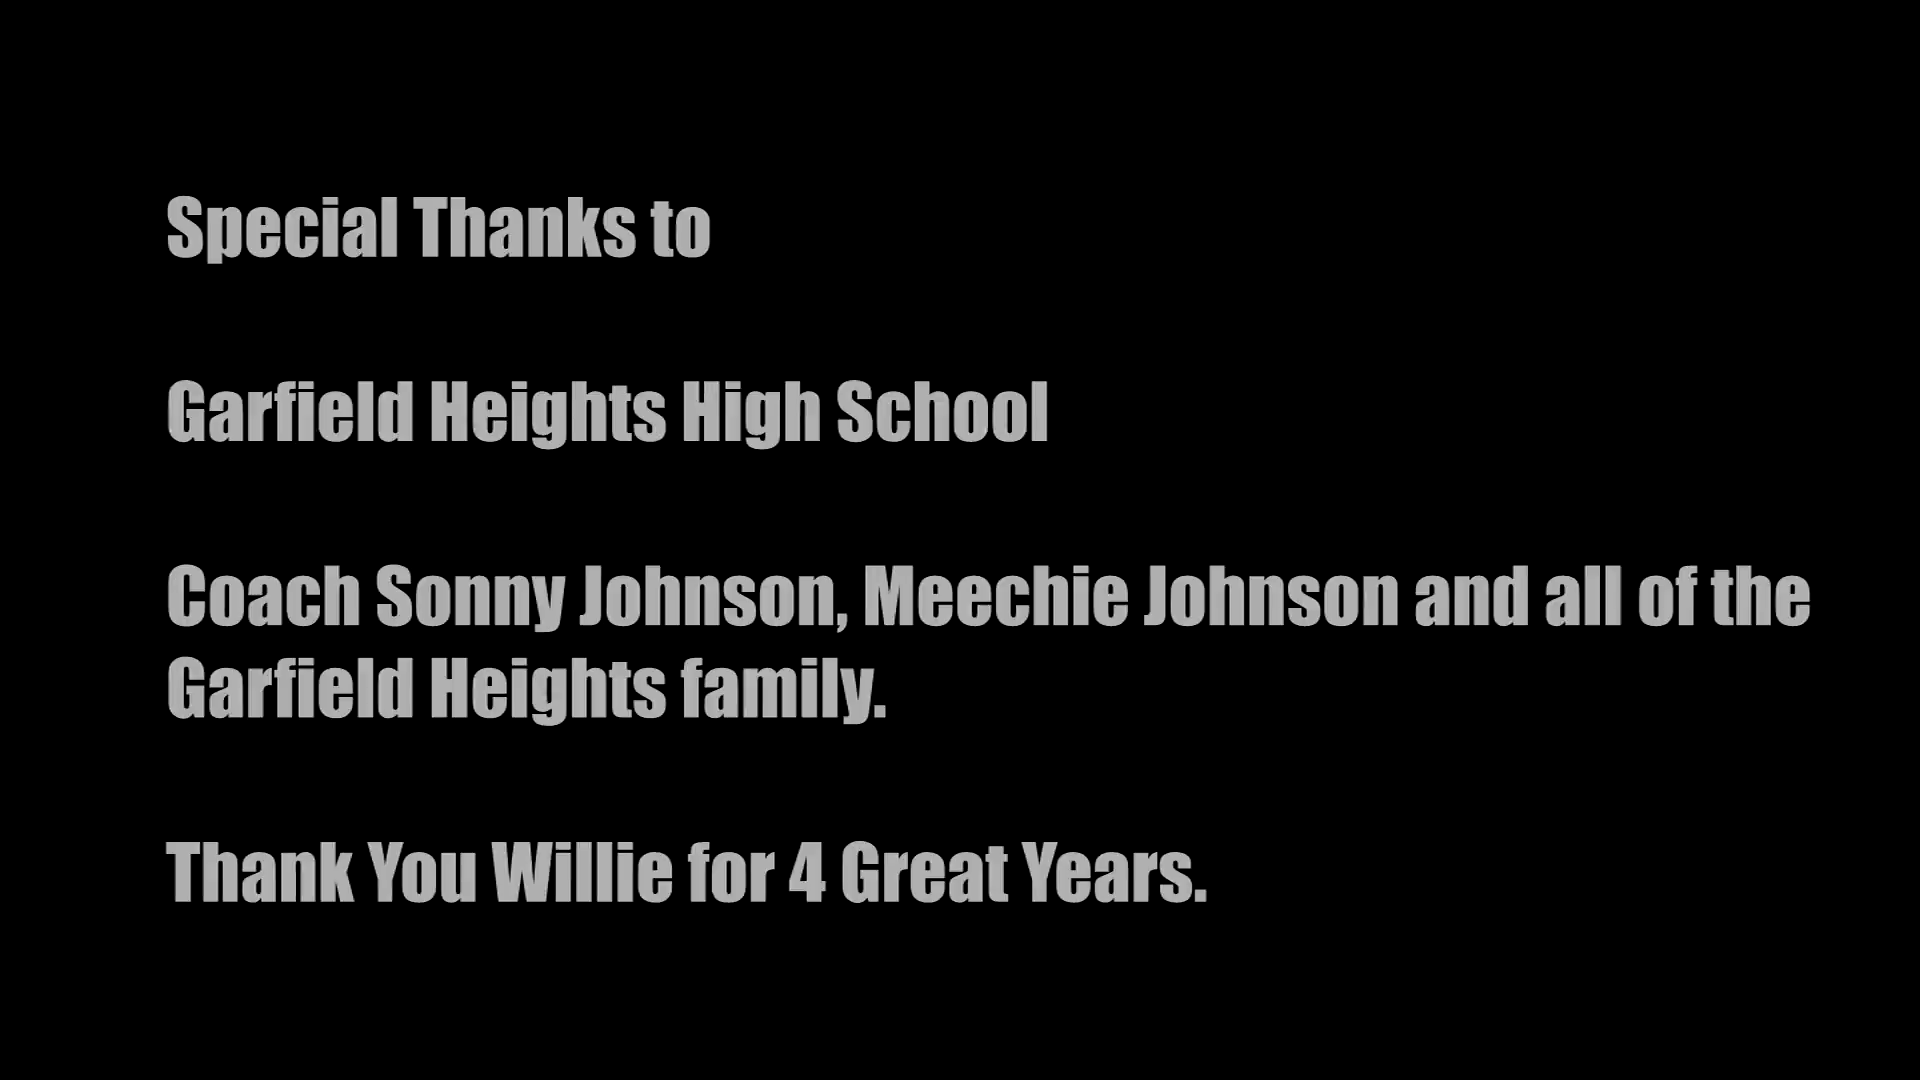 Special Thanks to
Garfield Heights High School
Coach Sonny Johnson, Meechie Johnson and all of the
Garfield Heights family.
Thank You Willie for 4 Great Years.